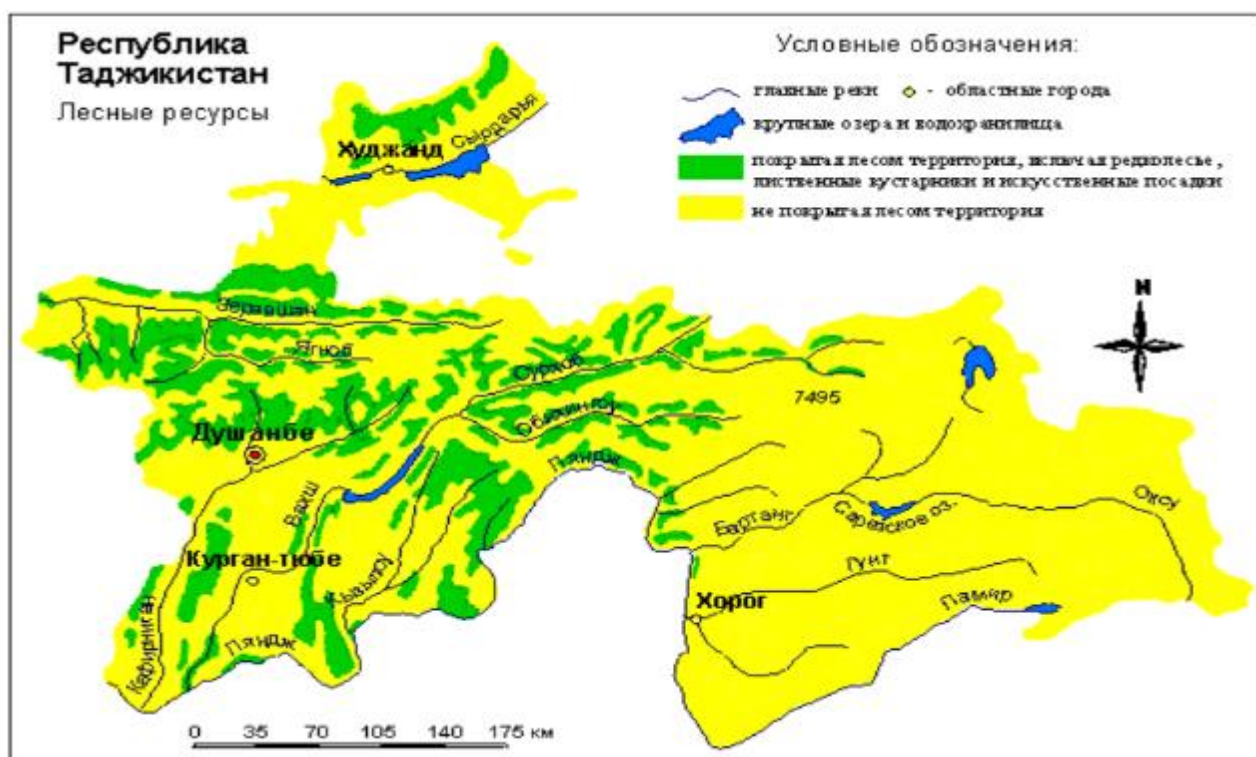 Республика
Таджикистан
Лесные ресурсы
Условные обозначения:
главные реки
- областные города
крупные озера и водохранилища
покрытая лесом территория, включая редколесье,
лиственные кустарники и искусственные посадки
не покрытая лесом территория
Сырдарья
Худжанд
N
Зеравшан
Ягноб
Сурхоб
7495
Обихингоу
Душанбе
Пяндж
Вахш
Оксу
Бартанг
Сарезское оз.
Курган-тюбе
Гунт
Кызылсу
Хорог
Памир
Кафирниган
Пяндж
0 35 70 105 140 175 км